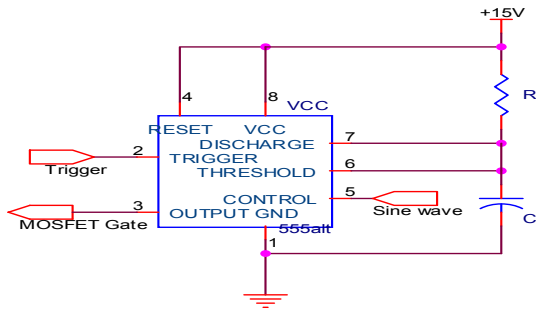 +15V
4
8
VCC
R
RESET
VCC
DISCHARGE
7
2
TRIGGER
Trigger
THRESHOLD
6
CONTROL
5
Sine wave
3
OUTPUT
GND
MOSFET Gate
555alt
1
C